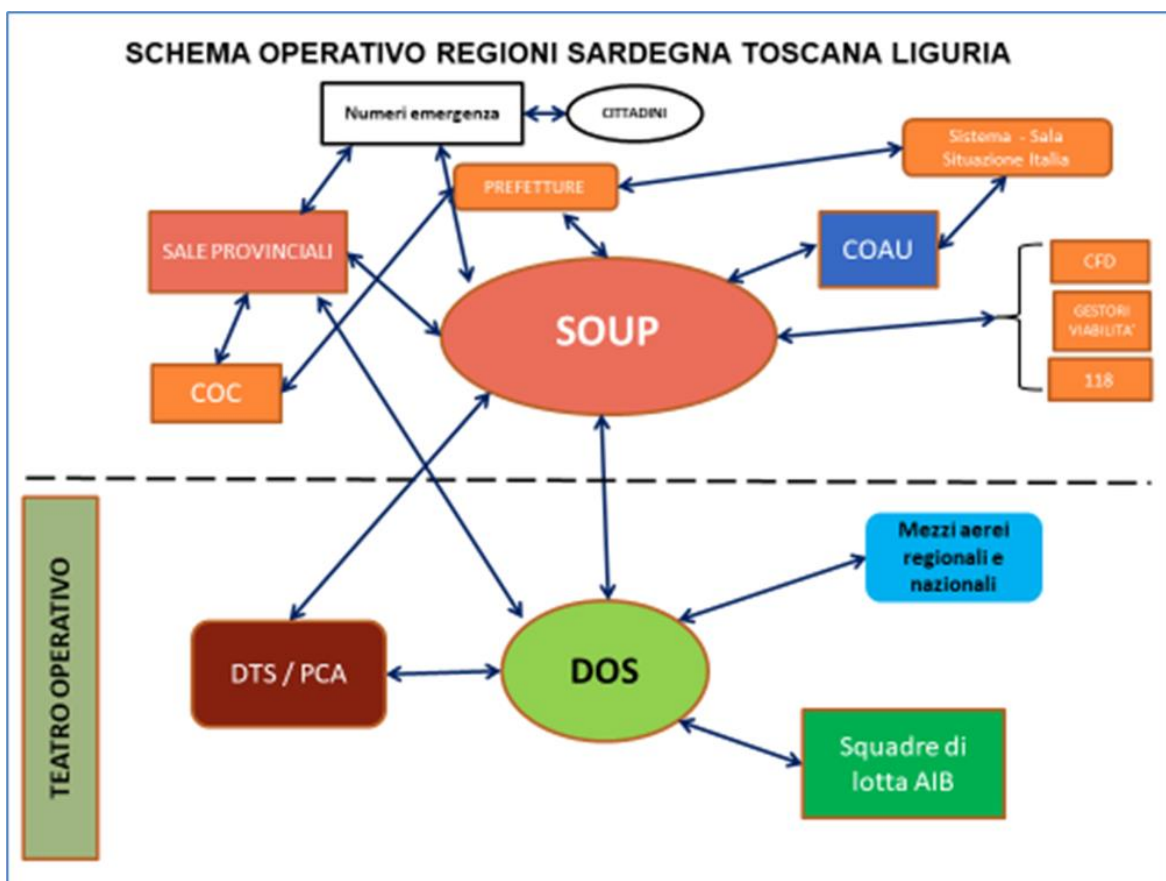 SCHEMA OPERATIVO REGIONI SARDEGNA TOSCANA LIGURIA
Numeri emergenza
CITTADINI
Sistema - Sala
Situazione Italia
PREFETTURE
SALE PROVINCIALI
COAU
CFD
GESTORI
VIABILITA'
118
SOUP
COC
TEATRO OPERATIVO
Mezzi aerei
regionali e
nazionali
DTS / PCA
DOS
Squadre di
lotta AIB